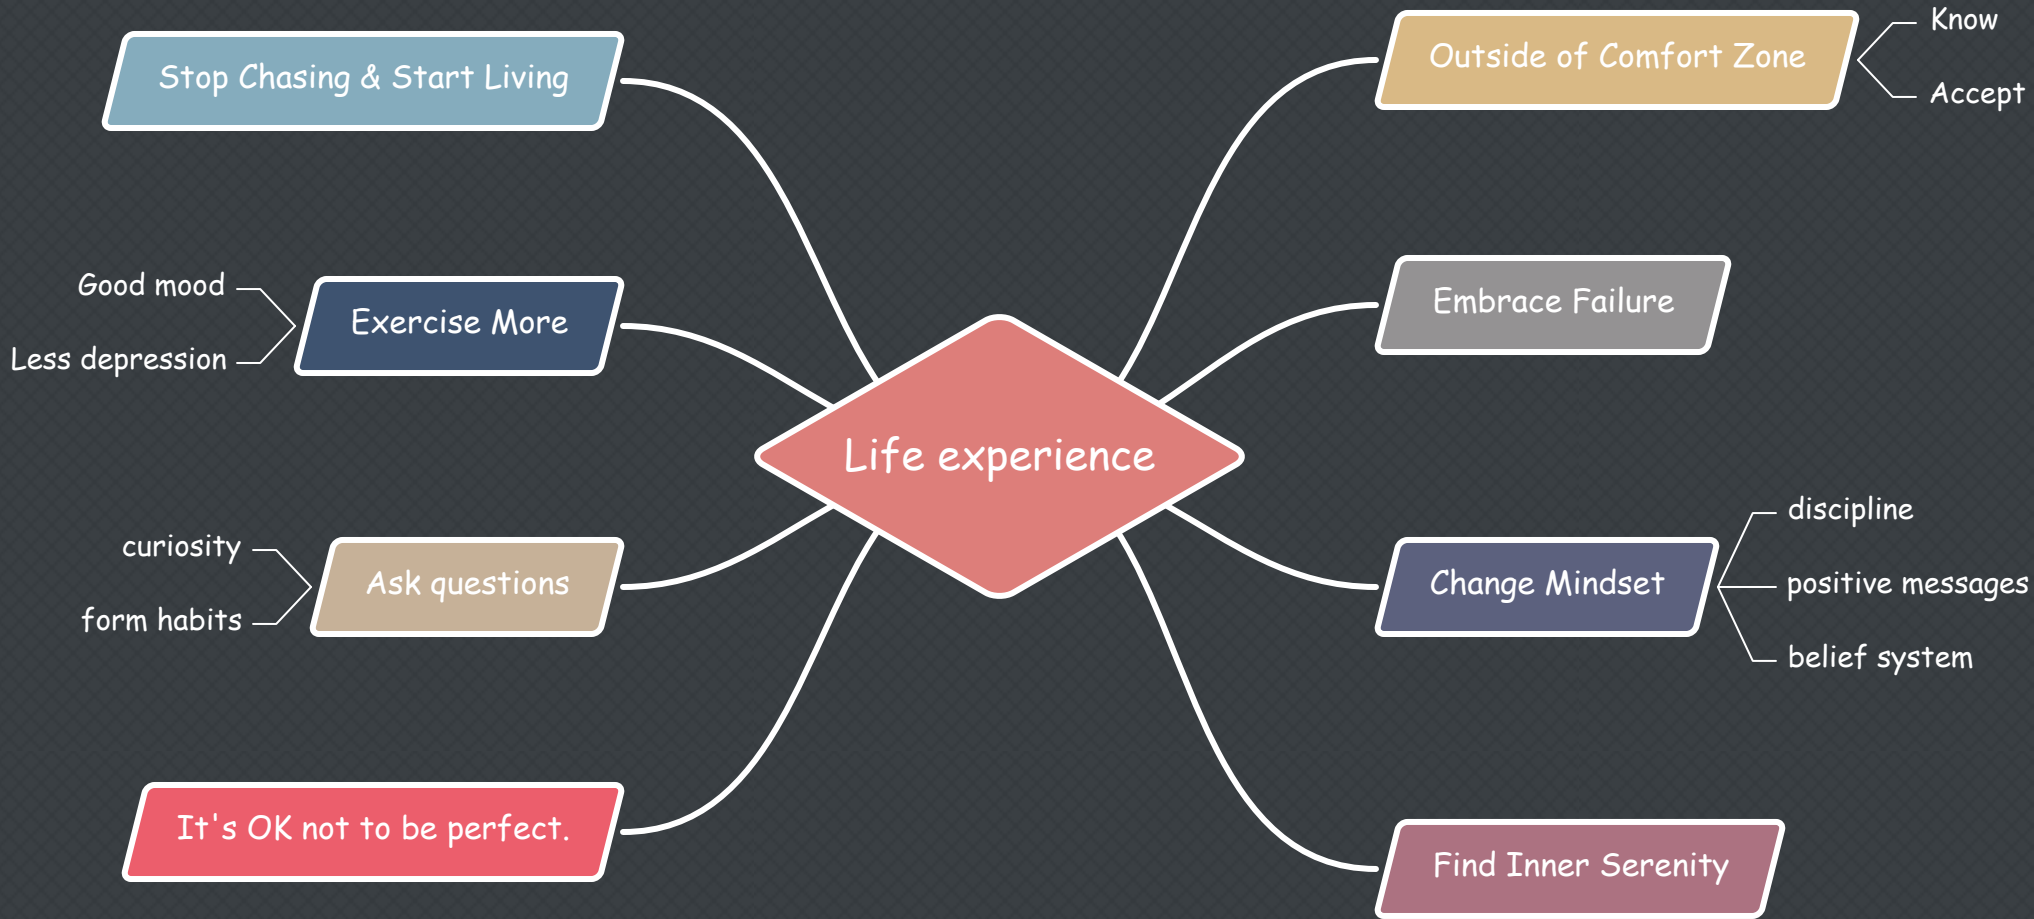 Stop Chasing & Start Living
Good mood
Exercise More
Less depression
curiosity
Ask questions
form habits
It's OK not to be perfect.
Life experience
Know
Outside of Comfort Zone
Accept
Embrace Failure
discipline
Change Mindset
positive messages
belief system
Find Inner Serenity